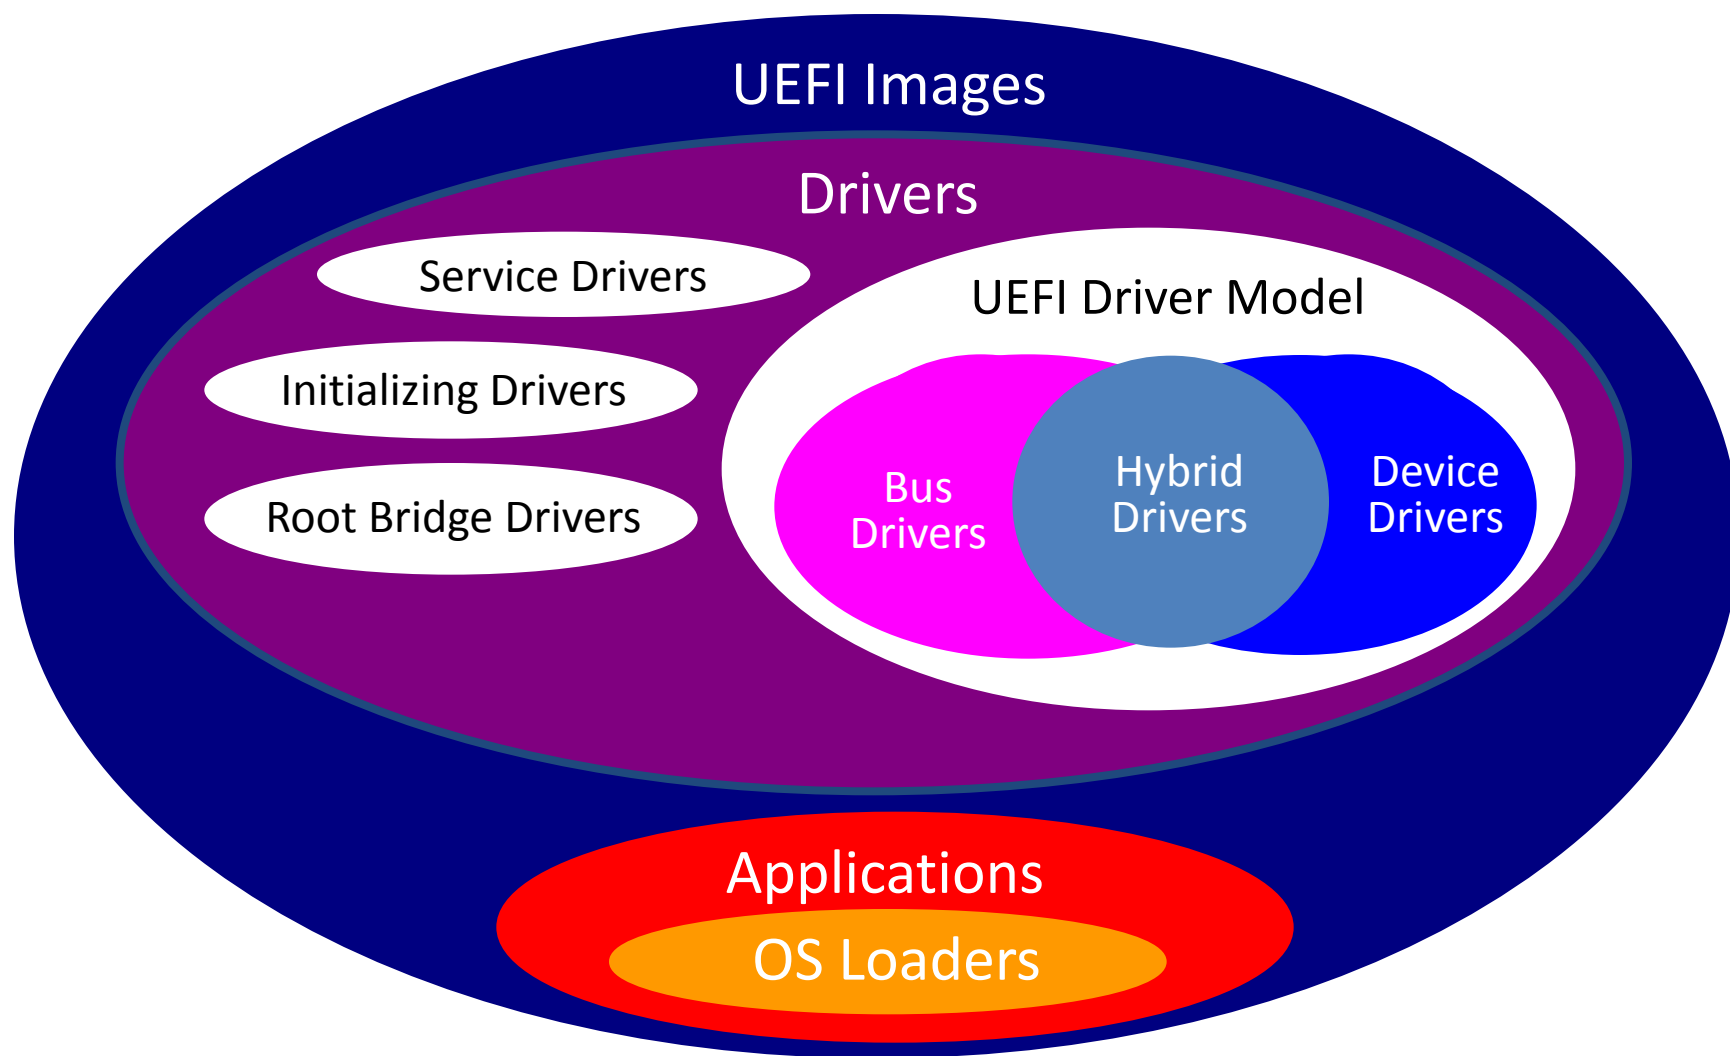 UEFI Images
Drivers
Service Drivers
Initializing Drivers
Root Bridge Drivers
UEFI Driver Model
Bus
Drivers
Hybrid
Drivers
Device
Drivers
Applications
OS Loaders